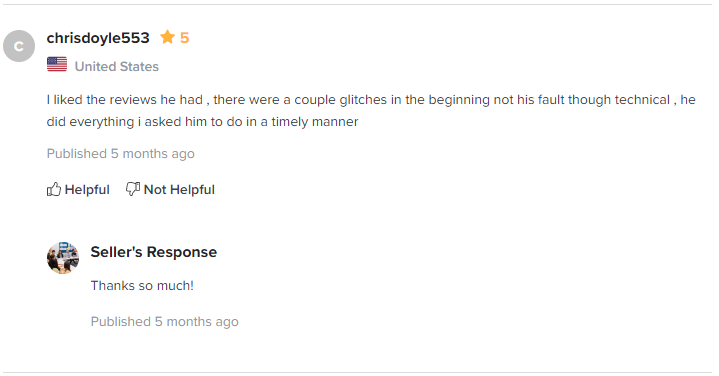 C
chrisdoyle553 5
United States
I liked the reviews he had , there were a couple glitches in the beginning not his fault though technical , he
did everything i asked him to do in a timely manner
Published 5 months ago
Helpful Not Helpful
Seller's Response
Thanks so much!
Published 5 months ago